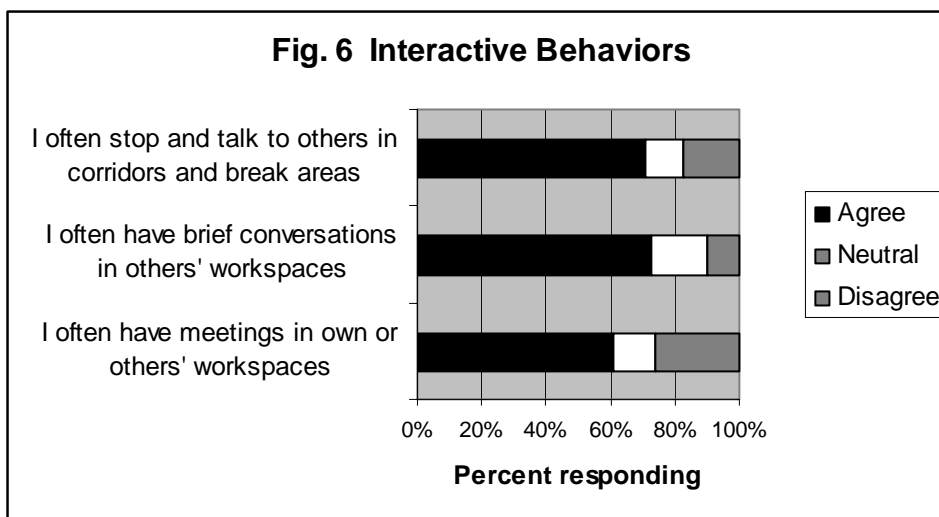 Fig. 6 Interactive Behaviors
I often stop and talk to others in
corridors and break areas
I often have brief conversations
in others' workspaces
I often have meetings in own or
others' workspaces
Agree
Neutral
Disagree
0% 20% 40% 60% 80% 100%
Percent responding